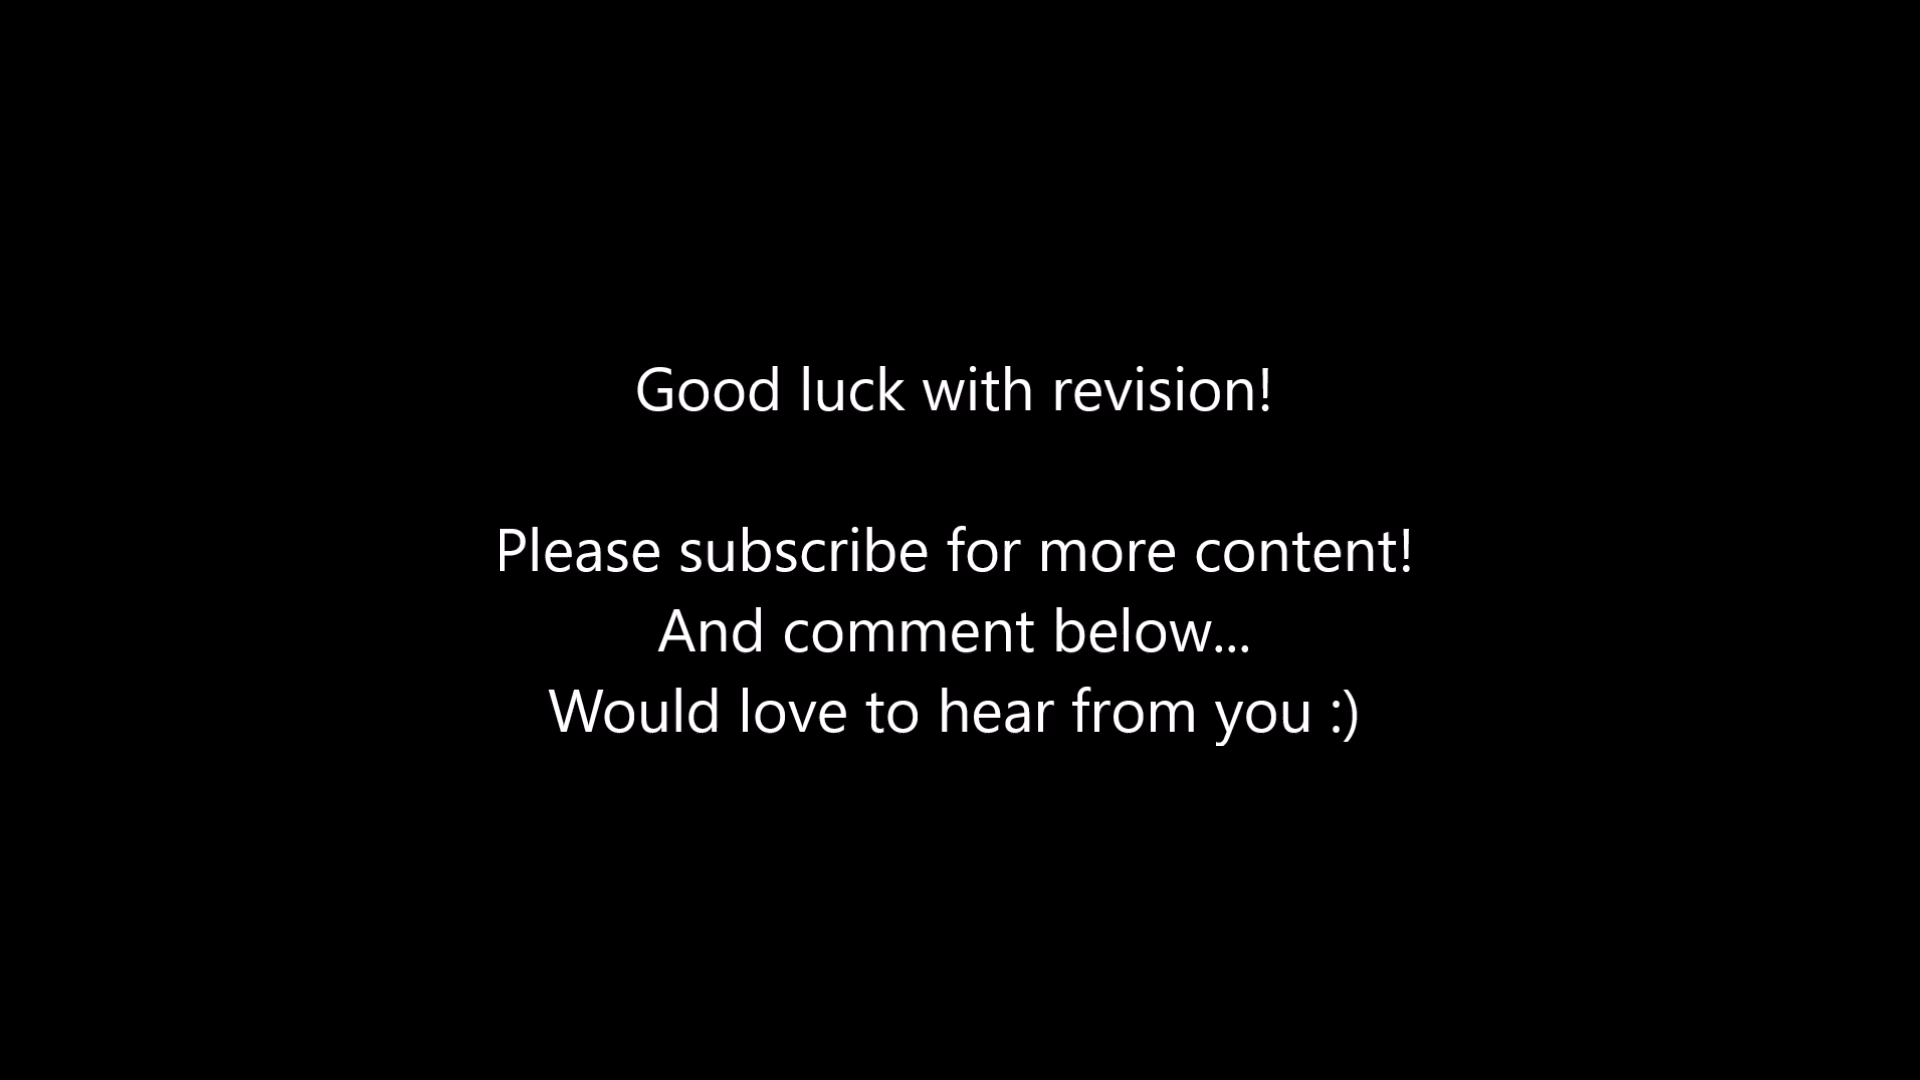 Good luck with revision!
Please subscribe for more content!
And comment below...
Would love to hear from you :)